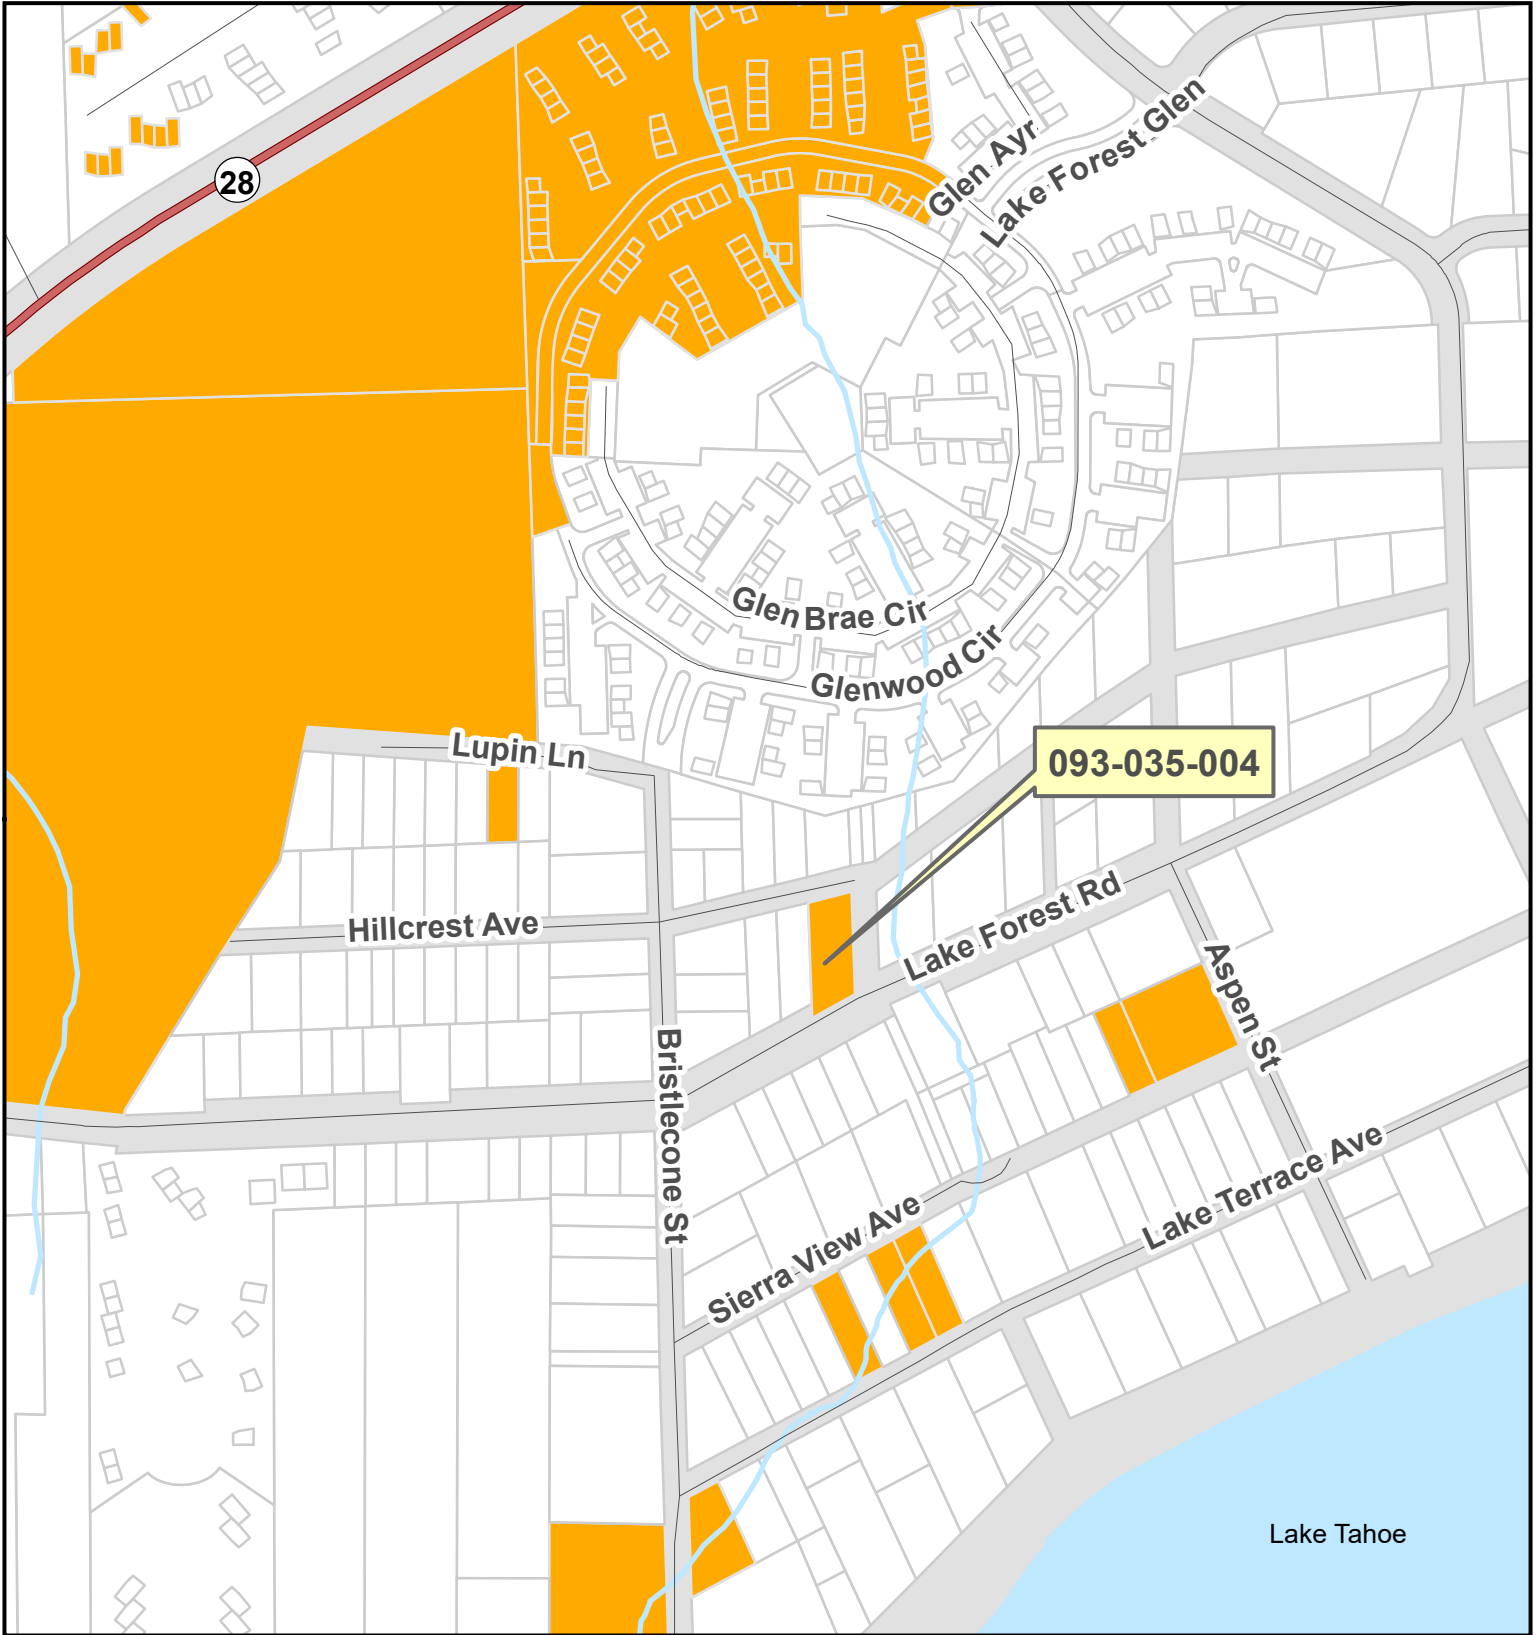 28
Glen Ayr
Lake Forest Glen
Glen Brae Cir
Glenwood Cir
Lupin Ln
093-035-004
Hillcrest Ave
Lake Forest Rd
Aspen St
Bristlecone St
Sierra View Ave
Lake Terrace Ave
Lake Tahoe